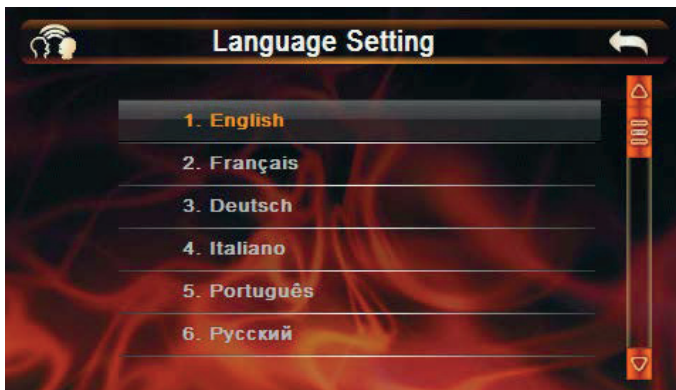 Language Setting
1. English
2. Français
3. Deutsch
4. Italiano
5. Português
6. Русский